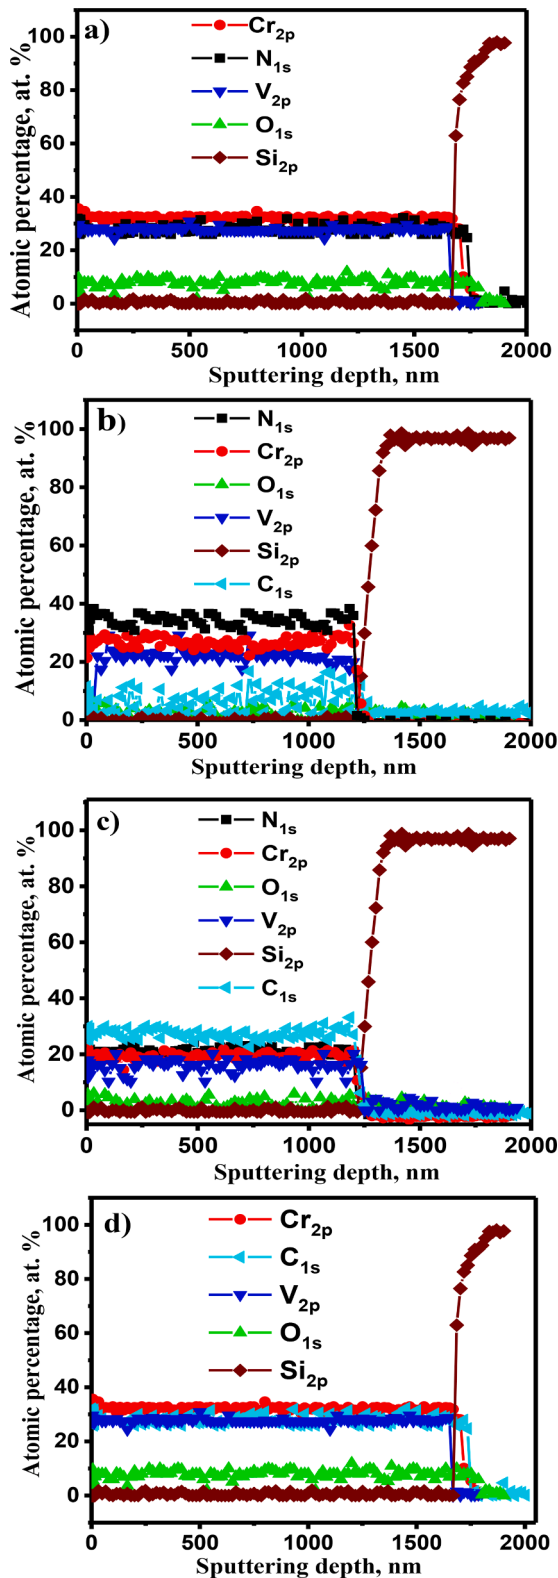 a)
Cr2p
N1s
V2p
O1s
Si2p
100
80
60
40
20
0
Atomic percentage, at. %
0 500 1000 1500 2000
Sputtering depth, nm
b)
N1s
Cr2p
O1s
V2p
Si2p
C1s
100
80
60
40
20
0
Atomic percentage, at. %
0 500 1000 1500 2000
Sputtering depth, nm
c)
N1s
Cr2p
O1s
V2p
Si2p
C1s
100
80
60
40
20
0
Atomic percentage, at. %
0 500 1000 1500 2000
Sputtering depth, nm
d)
Cr2p
C1s
V2p
O1s
Si2p
100
80
60
40
20
0
Atomic percentage, at. %
0 500 1000 1500 2000
Sputtering depth, nm